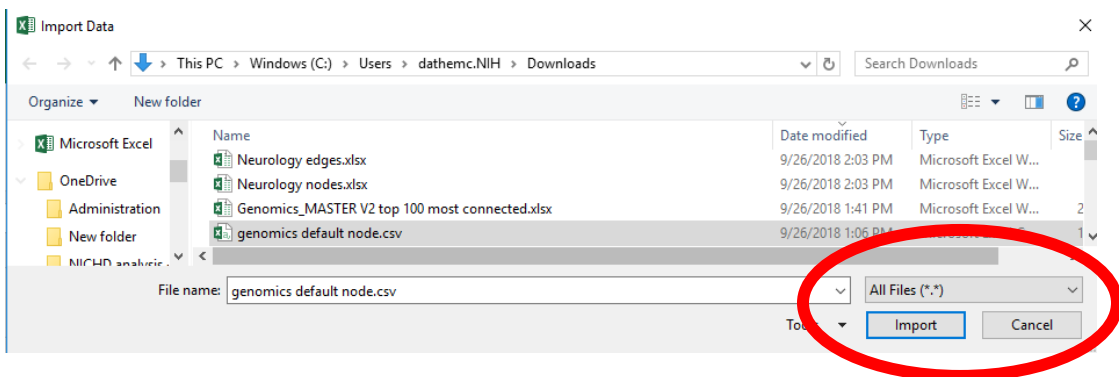 Import Data
This PC > Windows (C:) > Users > dathemc.NIH > Downloads
Search Downloads
Organize
New folder
Name
Date modified
Type
Size
Microsoft Excel
OneDrive
Administration
New folder
NICHD analysis
Neurology edges.xlsx 9/26/2018 2:03 PM Microsoft Excel W...
Neurology nodes.xlsx 9/26/2018 2:03 PM Microsoft Excel W...
Genomics_MASTER V2 top 100 most connected.xlsx 9/26/2018 1:41 PM Microsoft Excel W... 2
genomics default node.csv 9/26/2018 1:06 PM 1
File name: genomics default node.csv
All Files (*.*)
Import
Cancel